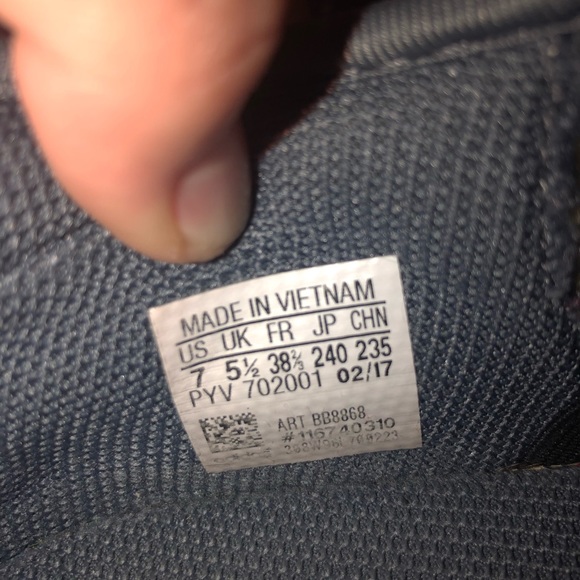 MADE IN VIETNAM
US UK FR JP CHN
7 5½ 38⅔ 240 235
PYV 702001 02/17
ART BB8868
#116740310